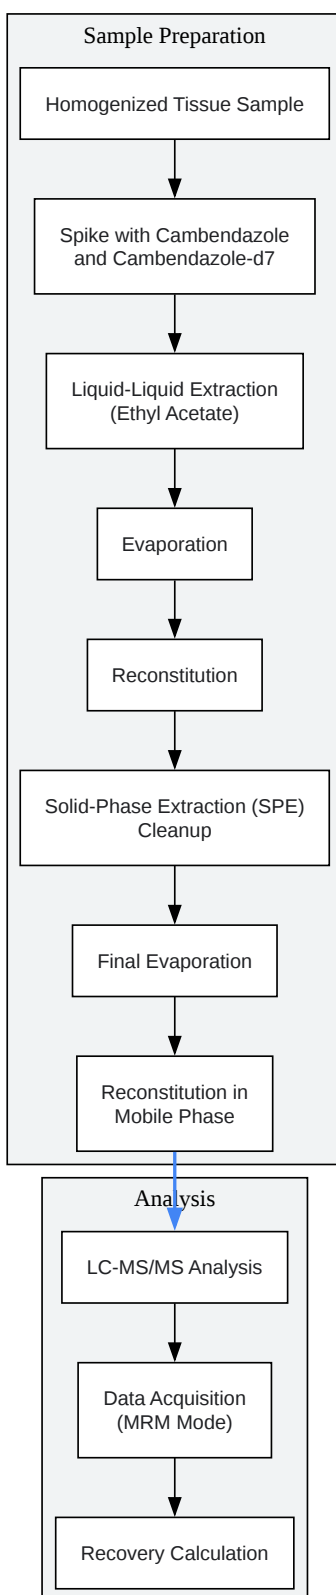 Sample Preparation
Homogenized Tissue Sample
Spike with Cambendazole
and Cambendazole-d7
Liquid-Liquid Extraction
(Ethyl Acetate)
Evaporation
Reconstitution
Solid-Phase Extraction (SPE)
Cleanup
Final Evaporation
Reconstitution in
Mobile Phase
Analysis
LC-MS/MS Analysis
Data Acquisition
(MRM Mode)
Recovery Calculation